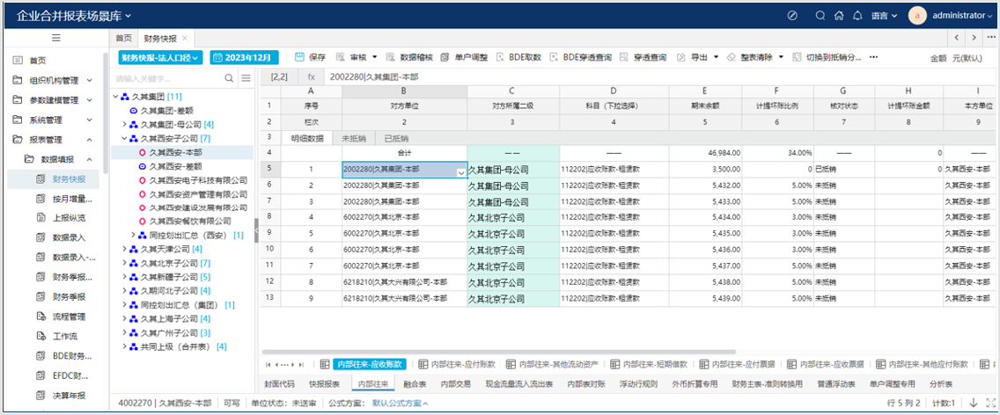 企业合并报表场景库
语言
a administrator
首页 财务快报 ×
财务快报-法人口径 2023年12月 保存 审核 数据稽核 单户调整 BDE取数 BDE穿透查询 穿透查询 导出 整表清除 切换到抵销分... ••• 金额 元(默认)
首页
组织机构管理
参数建模管理
系统管理
报表管理
数据填报
财务快报
按月增量...
上报纵览
数据录入
数据录入-...
财务季报...
财务季报
流程管理
工作流
BDE财务...
EFDC财...
决算年报
请输入关键字...
久其集团 [11]
久其集团-差额
久其集团-母公司 [4]
久其西安子公司 [7]
久其西安-本部
久其西安-差额
久其西安电子科技有限公司
久其西安资产管理有限公司
久其西安建设发展有限公司
久其西安餐饮有限公司
同控划出汇总（西安） [1]
久其天津公司 [4]
久其北京子公司 [7]
久其新疆子公司 [5]
久期河北子公司 [4]
同控划出汇总（集团） [1]
久其上海子公司 [4]
久其广州子公司 [3]
共同上级（合并表） [4]
[2,2] fx 2002280|久其集团-本部
A B C D E F G H I
1 序号 对方单位 对方所属二级 科目（下拉选择） 期末余额 计提坏账比例 核对状态 计提坏账金额 本方单位
2 栏次 2 3 4 5 6 7 8 9
3 明细数据 未抵销 已抵销
4 合计 —— —— 46,984.00 34.00% —— 0 ——
5 1 2002280|久其集团-本部 久其集团-母公司 112202|应收账款-租赁款 3,500.00 0 已抵销 0 久其西安-本部
6 2 2002280|久其集团-本部 久其集团-母公司 112202|应收账款-租赁款 5,432.00 5.00% 未抵销 久其西安-本部
7 3 2002280|久其集团-本部 久其集团-母公司 112202|应收账款-租赁款 5,433.00 5.00% 未抵销 久其西安-本部
8 4 6002270|久其北京-本部 久其北京子公司 112202|应收账款-租赁款 5,434.00 3.00% 未抵销 久其西安-本部
9 5 6002270|久其北京-本部 久其北京子公司 112202|应收账款-租赁款 5,435.00 3.00% 未抵销 久其西安-本部
10 6 6002270|久其北京-本部 久其北京子公司 112202|应收账款-租赁款 5,436.00 3.00% 未抵销 久其西安-本部
11 7 6002270|久其北京-本部 久其北京子公司 112202|应收账款-租赁款 5,437.00 5.00% 未抵销 久其西安-本部
12 8 6218210|久其大兴有限公司-本部 久其北京子公司 112202|应收账款-租赁款 5,438.00 5.00% 未抵销 久其西安-本部
13 9 6218210|久其大兴有限公司-本部 久其北京子公司 112202|应收账款-租赁款 5,439.00 5.00% 未抵销 久其西安-本部
内部往来-应收账款 内部往来-应付账款 内部往来-其他流动资产 内部往来-短期借款 内部往来-应付票据 内部往来-应收票据 内部往来-其他应付账款
封面代码 快报报表 内部往来 融合表 内部交易 现金流量流入流出表 内部表对账 浮动行规则 外币折算专用 财务主表-准则转换用 普通浮动表 单户调整专用 分析表
4002270 | 久其西安-本部 可写 单位状态：未送审 公式方案： 默认公式方案 行 5 列 2 计数:1